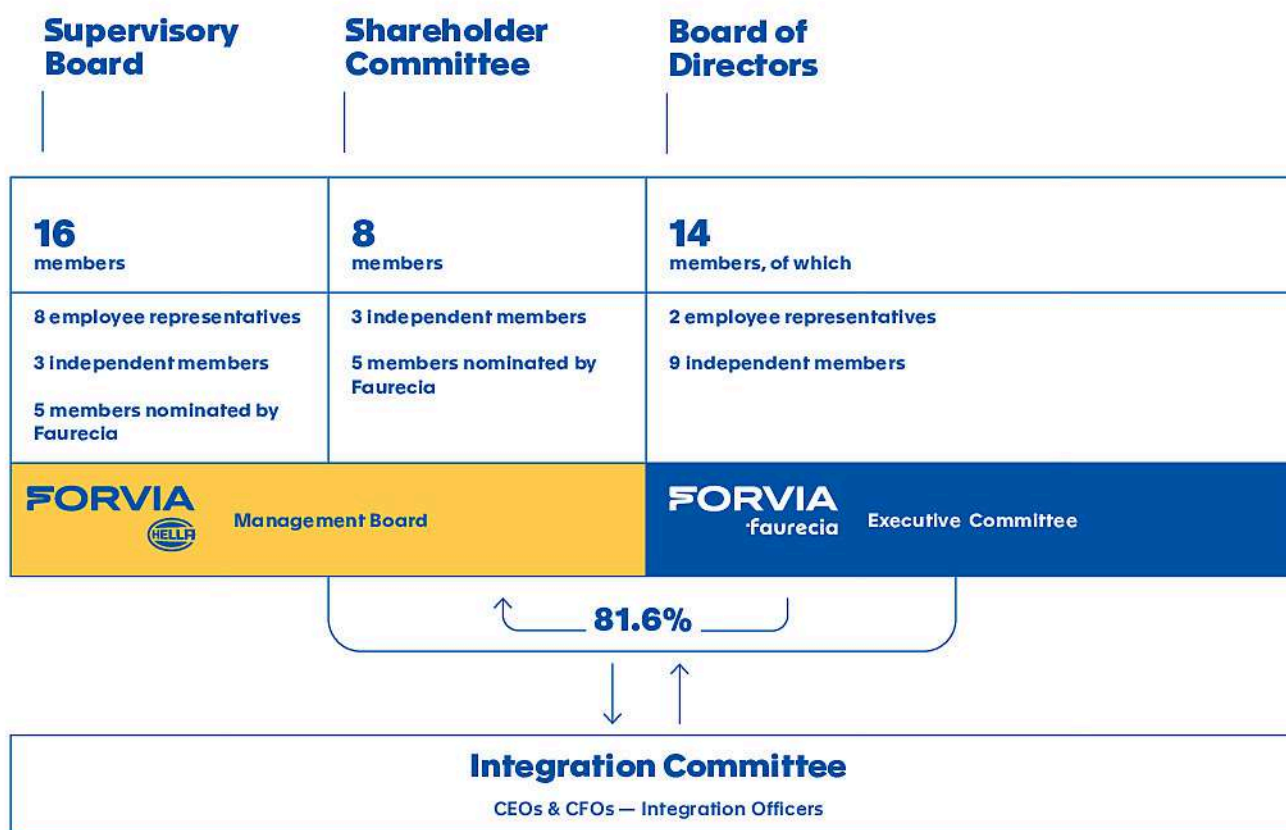 Supervisory
Board
Shareholder
Committee
Board of
Directors
16
members
8
members
14
members, of which
8 employee representatives
3 independent members
5 members nominated by
Faurecia
3 independent members
5 members nominated by
Faurecia
2 employee representatives
9 independent members
FORVIA
HELLA
Management Board
FORVIA
faurecia
Executive Committee
81.6%
Integration Committee
CEOs & CFOs — Integration Officers